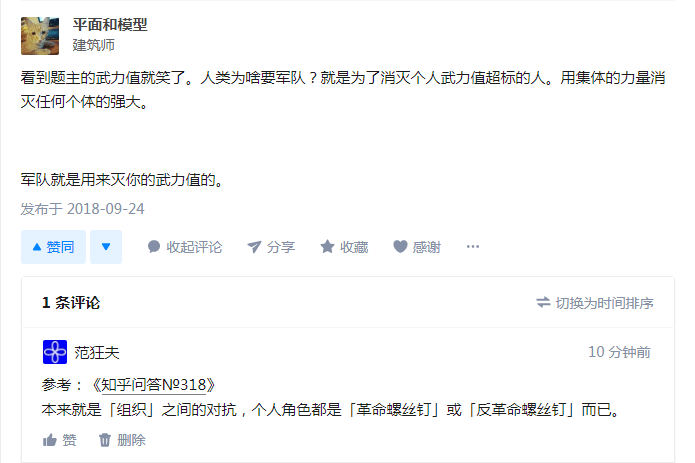 平面和模型
建筑师
看到题主的武力值就笑了。人类为啥要军队？就是为了消灭个人武力值超标的人。用集体的力量消
灭任何个体的强大。
军队就是用来灭你的武力值的。
发布于 2018-09-24
赞同 收起评论 分享 收藏 感谢 ···
1 条评论 切换为时间排序
范狂夫 10 分钟前
参考：《知乎问答№318》
本来就是「组织」之间的对抗，个人角色都是「革命螺丝钉」或「反革命螺丝钉」而已。
赞 删除